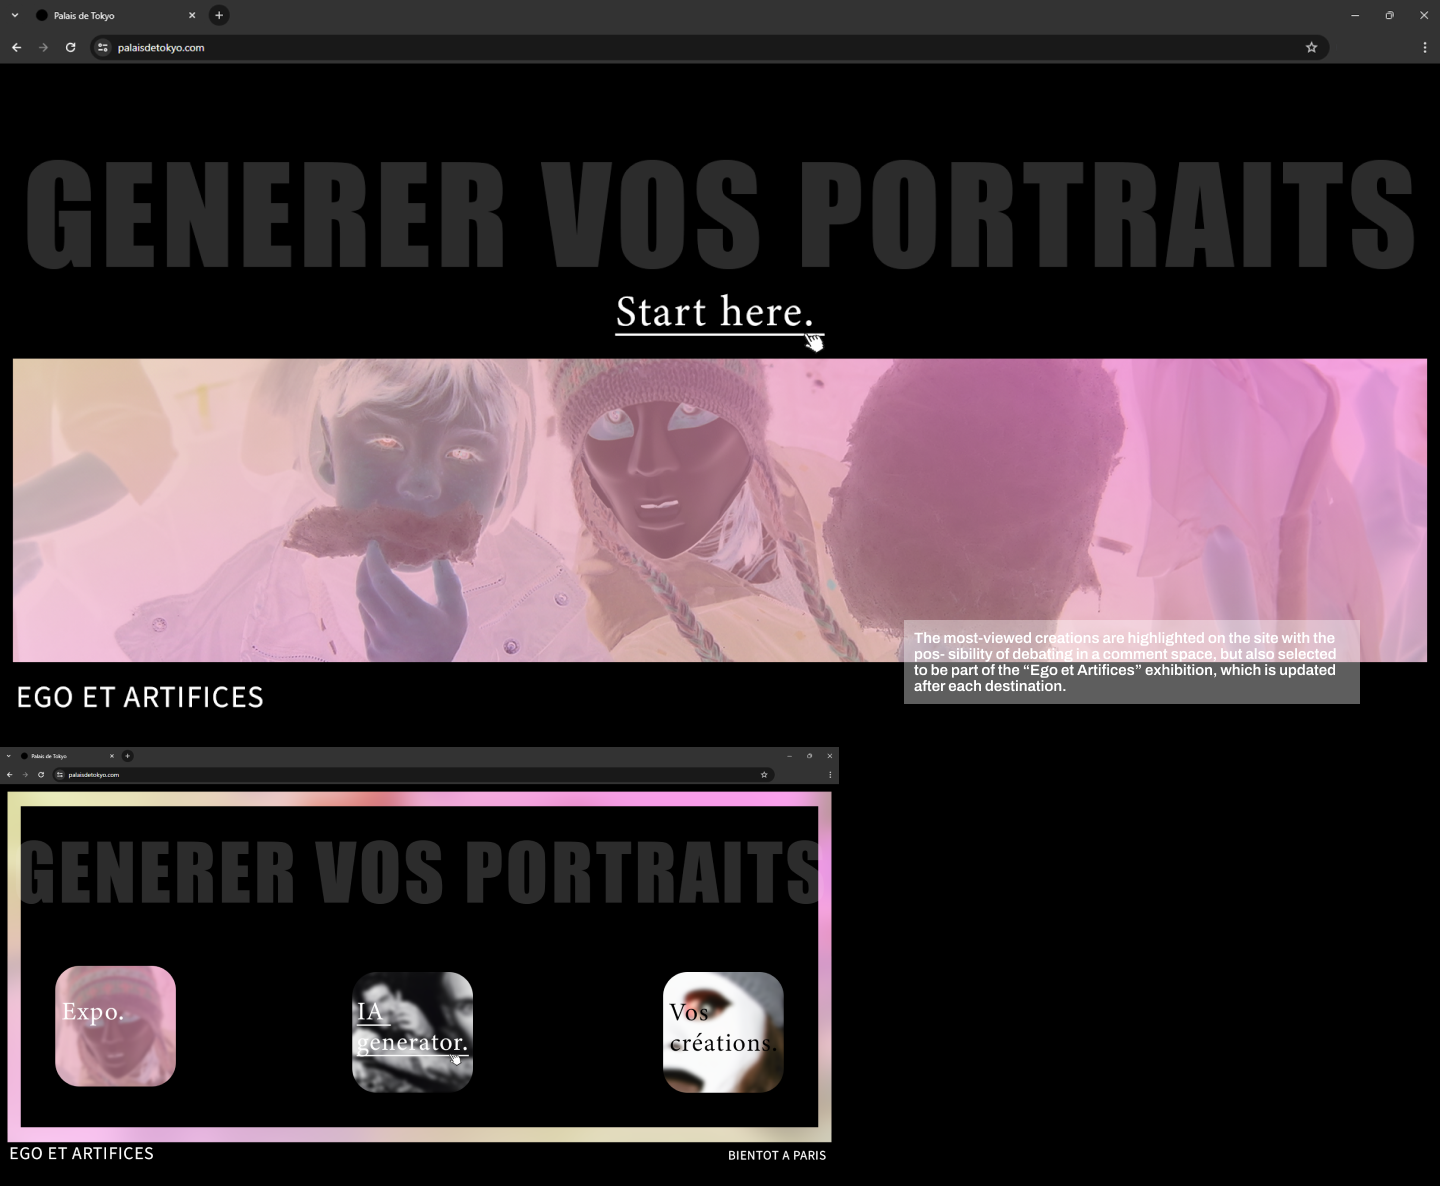 Palais de Tokyo
palaisdetokyo.com
GENERER VOS PORTRAITS
Start here.
The most-viewed creations are highlighted on the site with the
pos- sibility of debating in a comment space, but also selected
to be part of the “Ego et Artifices” exhibition, which is updated
after each destination.
EGO ET ARTIFICES
Palais de Tokyo
palaisdetokyo.com
GENERER VOS PORTRAITS
Expo.
IA
generator.
Vos
créations.
EGO ET ARTIFICES
BIENTOT A PARIS